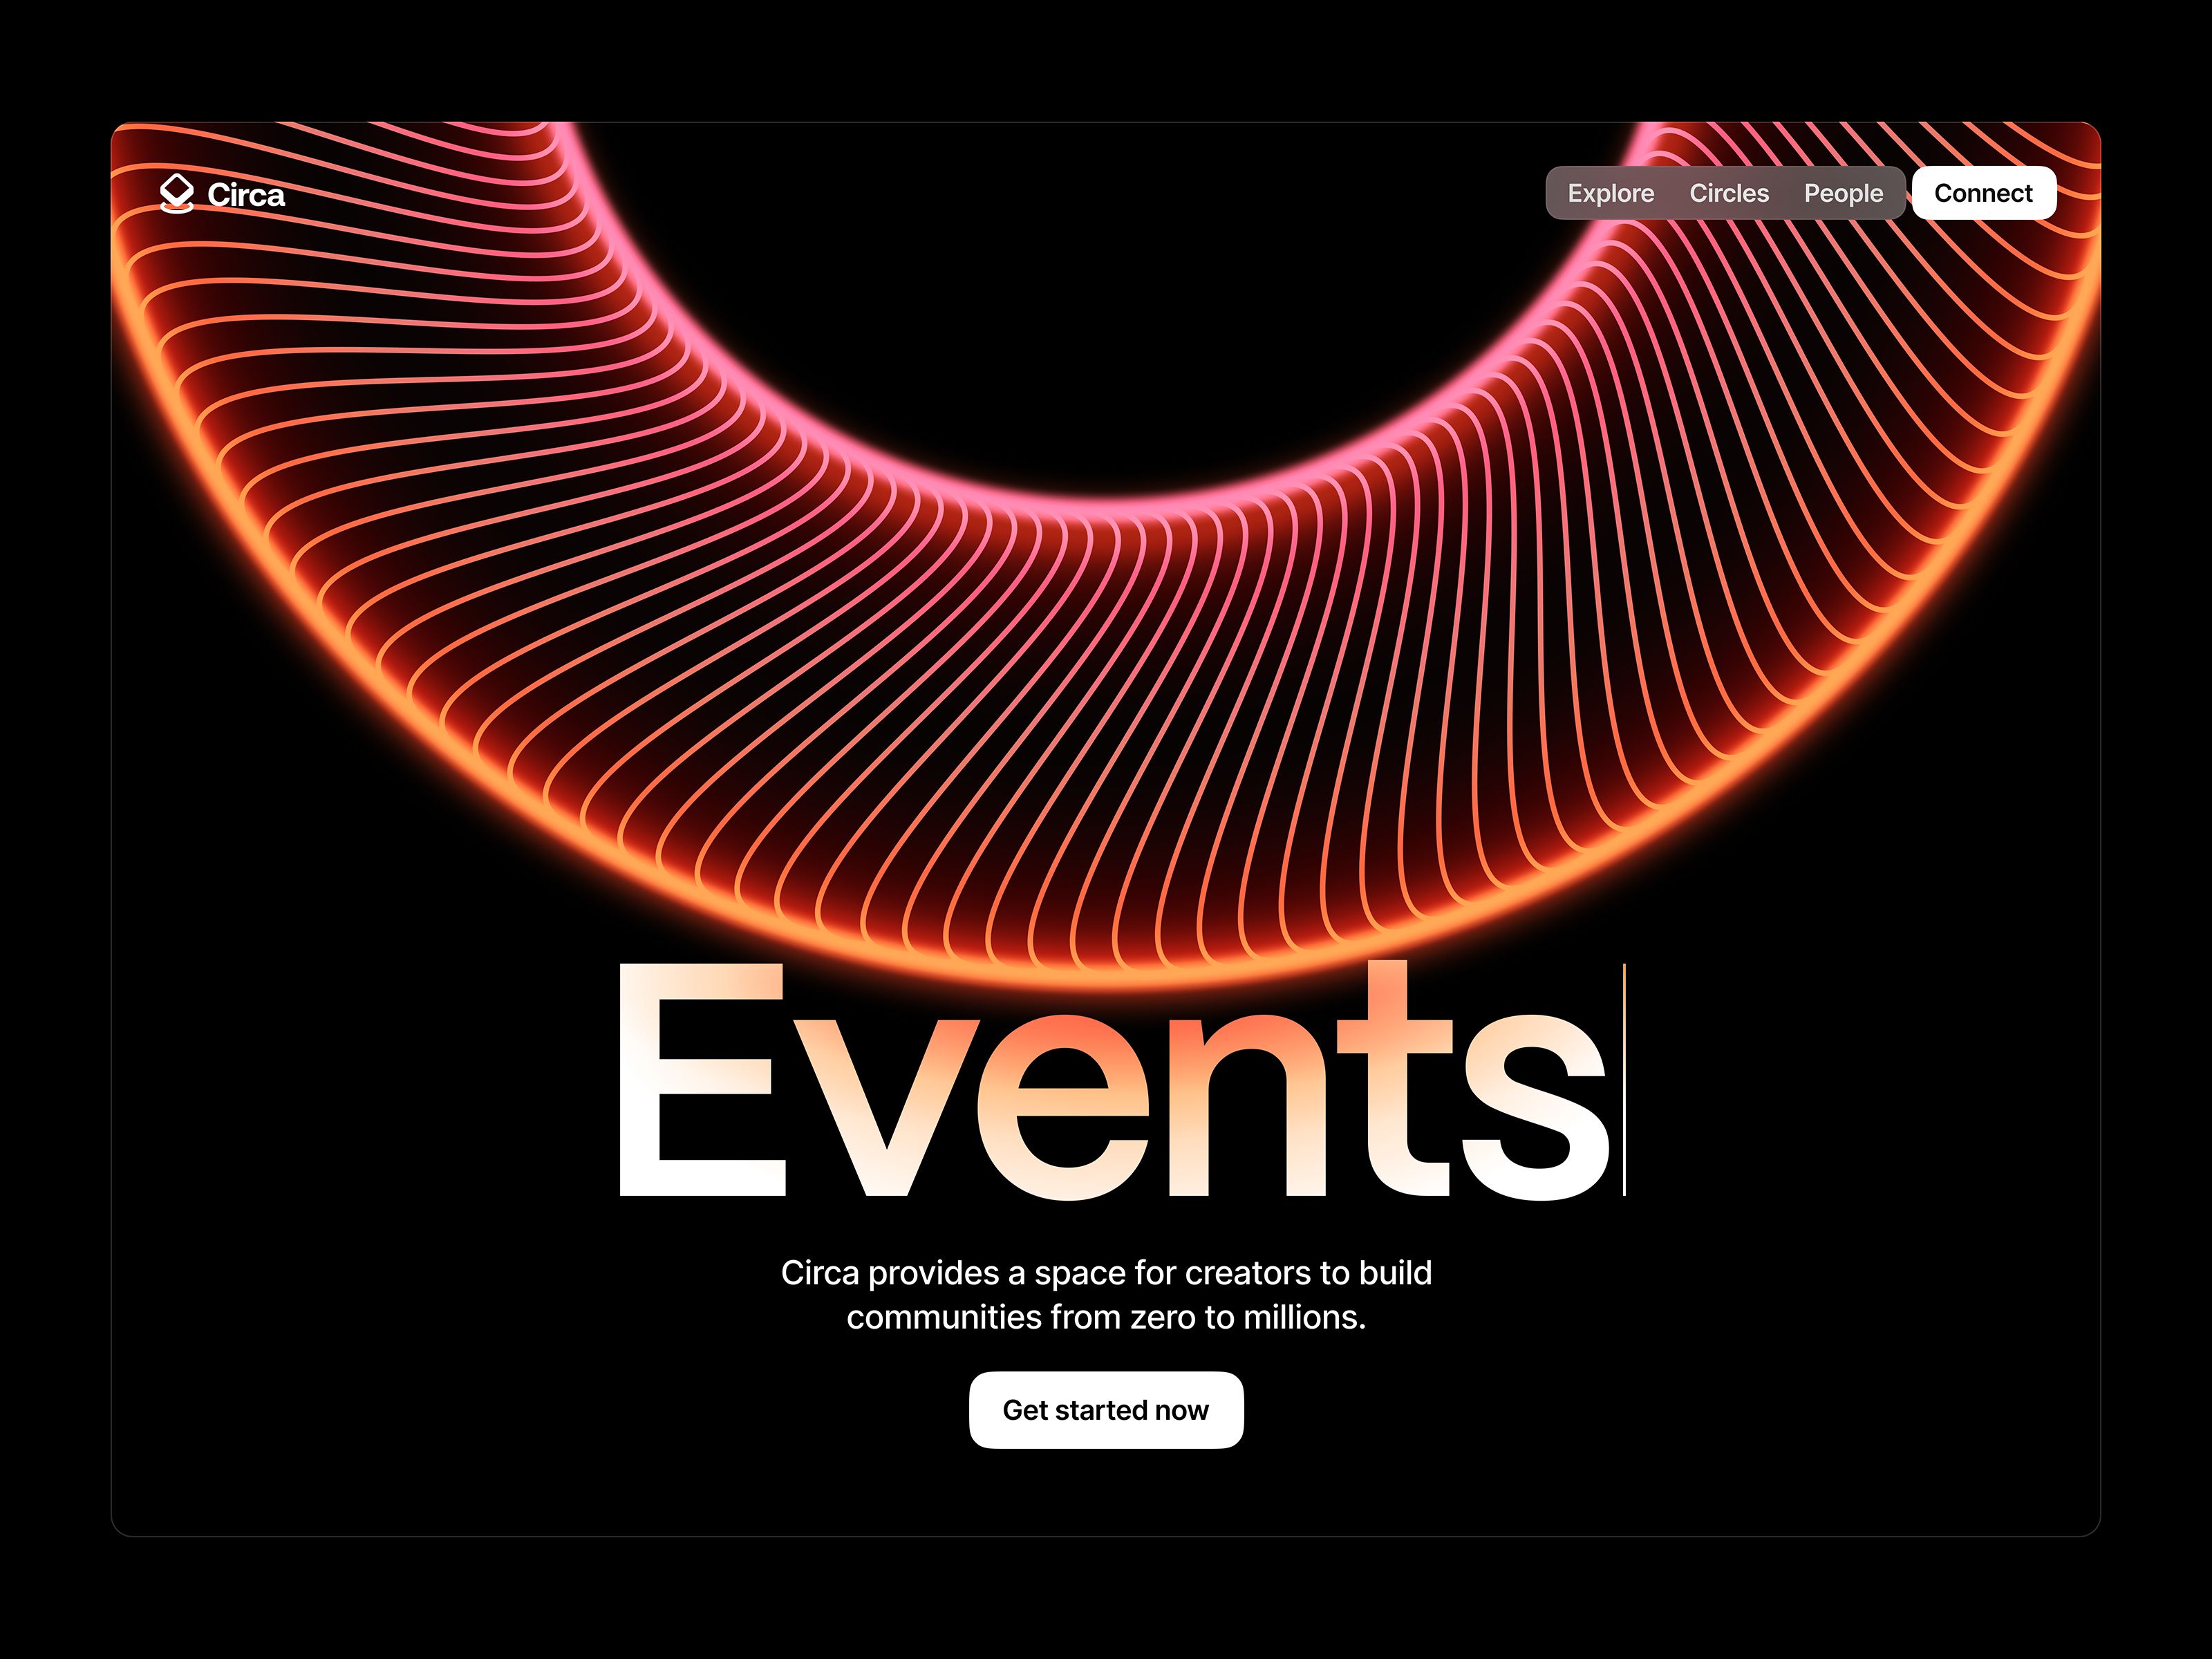 Circa
Explore Circles People Connect
Events
Circa provides a space for creators to build
communities from zero to millions.
Get started now